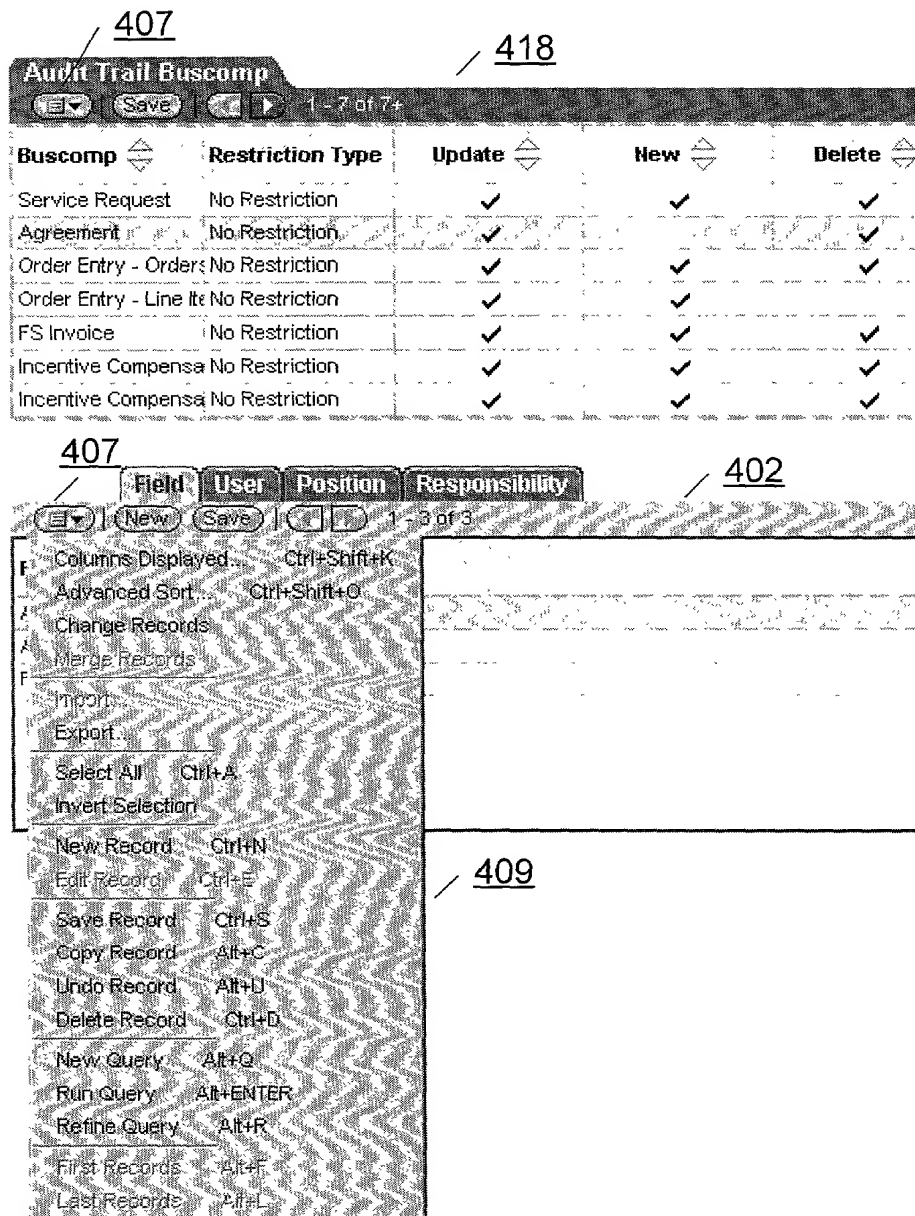 407
418
Audit Trail Buscomp
Save 1 - 7 of 7+
Buscomp Restriction Type Update New Delete
Service Request No Restriction ✓ ✓ ✓
Agreement No Restriction ✓ ✓
Order Entry - Orders No Restriction ✓ ✓ ✓
Order Entry - Line Ite No Restriction ✓ ✓
FS Invoice No Restriction ✓ ✓ ✓
Incentive Compensa No Restriction ✓ ✓ ✓
Incentive Compensa No Restriction ✓ ✓ ✓
407
402
Field User Position Responsibility
New Save 1 - 3 of 3
Columns Displayed... Ctrl+Shift+K
Advanced Sort... Ctrl+Shift+O
Change Records
Merge Records
Import...
Export...
Select All Ctrl+A
Invert Selection
New Record Ctrl+N
Edit Record Ctrl+E
409
Save Record Ctrl+S
Copy Record Alt+C
Undo Record Alt+U
Delete Record Ctrl+D
New Query Alt+Q
Run Query Alt+ENTER
Refine Query Alt+R
First Records Alt+F
Last Records Alt+L